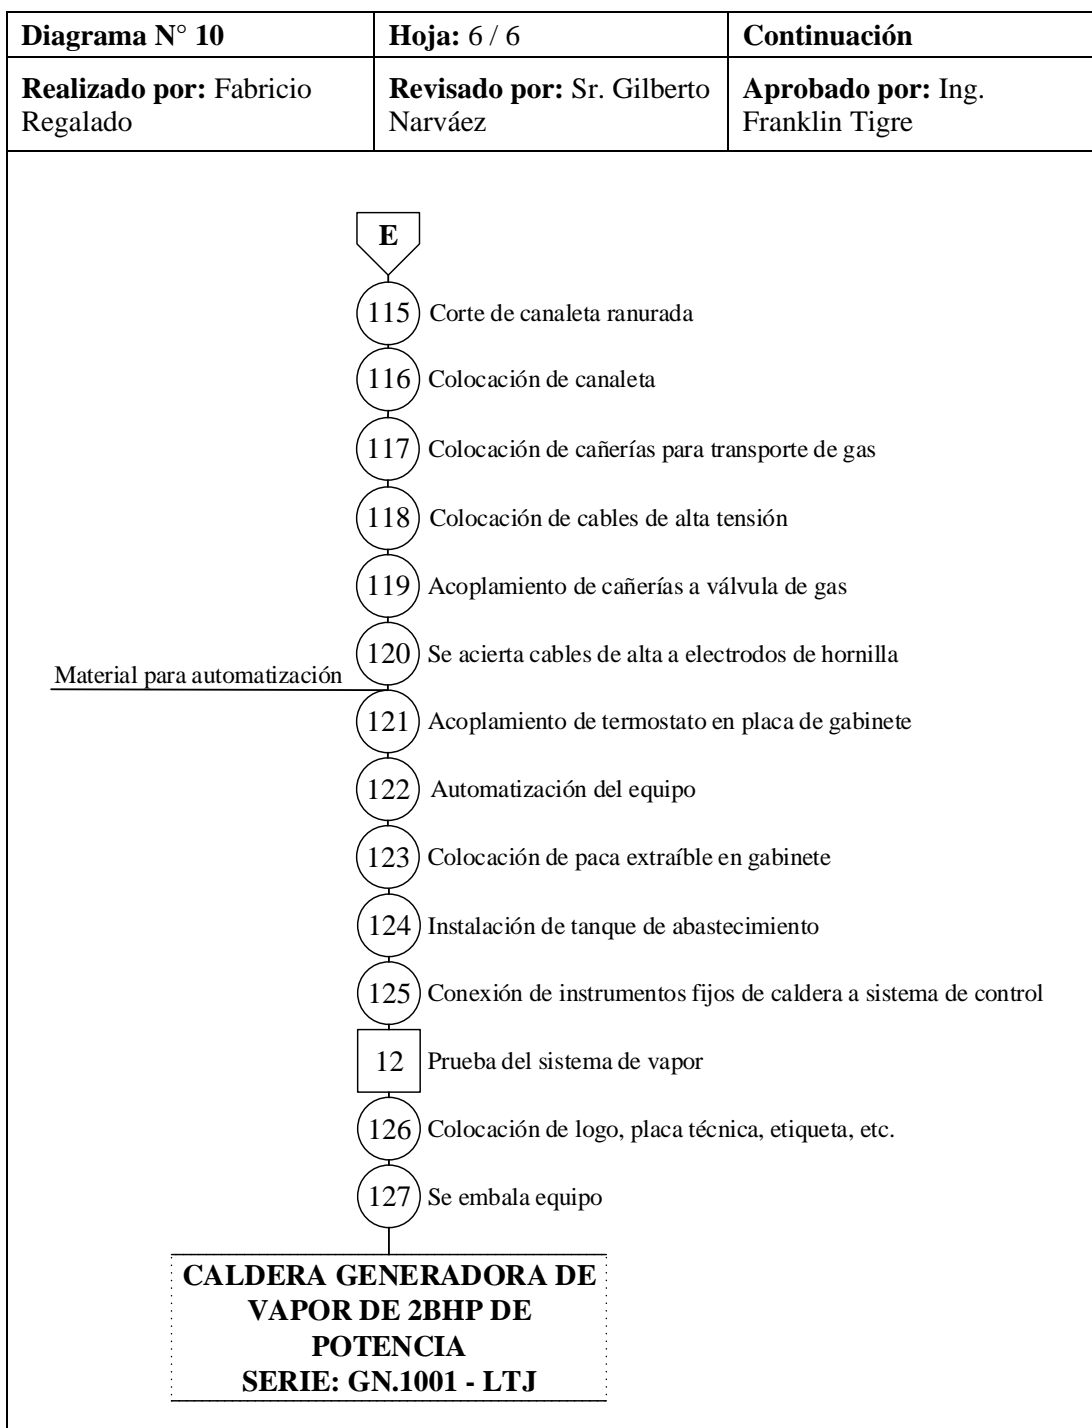 Diagrama N° 10
Hoja: 6 / 6
Continuación
Realizado por: Fabricio
Regalado
Revisado por: Sr. Gilberto
Narváez
Aprobado por: Ing.
Franklin Tigre
E
115 Corte de canaleta ranurada
116 Colocación de canaleta
117 Colocación de cañerías para transporte de gas
118 Colocación de cables de alta tensión
119 Acoplamiento de cañerías a válvula de gas
120 Se acierta cables de alta a electrodos de hornilla
Material para automatización
121 Acoplamiento de termostato en placa de gabinete
122 Automatización del equipo
123 Colocación de paca extraíble en gabinete
124 Instalación de tanque de abastecimiento
125 Conexión de instrumentos fijos de caldera a sistema de control
12 Prueba del sistema de vapor
126 Colocación de logo, placa técnica, etiqueta, etc.
127 Se embala equipo
CALDERA GENERADORA DE
VAPOR DE 2BHP DE
POTENCIA
SERIE: GN.1001 - LTJ